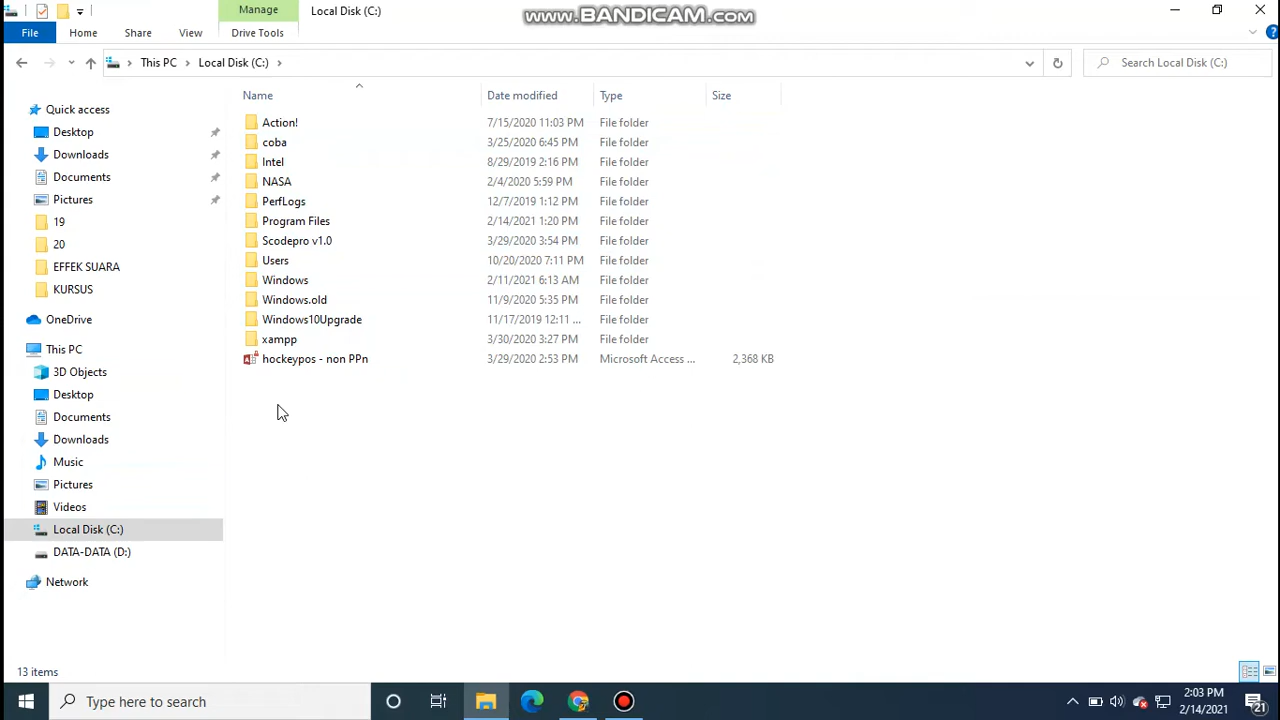 Manage
Local Disk (C:)
www.BANDICAM.com
File
Home
Share
View
Drive Tools
This PC
Local Disk (C:)
Search Local Disk (C:)
Name
Date modified
Type
Size
Quick access
Desktop
Downloads
Documents
Pictures
19
20
EFFEK SUARA
KURSUS
OneDrive
This PC
3D Objects
Desktop
Documents
Downloads
Music
Pictures
Videos
Local Disk (C:)
DATA-DATA (D:)
Network
Action! 7/15/2020 11:03 PM File folder
coba 3/25/2020 6:45 PM File folder
Intel 8/29/2019 2:16 PM File folder
NASA 2/4/2020 5:59 PM File folder
PerfLogs 12/7/2019 1:12 PM File folder
Program Files 2/14/2021 1:20 PM File folder
Scodepro v1.0 3/29/2020 3:54 PM File folder
Users 10/20/2020 7:11 PM File folder
Windows 2/11/2021 6:13 AM File folder
Windows.old 11/9/2020 5:35 PM File folder
Windows10Upgrade 11/17/2019 12:11 ... File folder
xampp 3/30/2020 3:27 PM File folder
hockeypos - non PPn 3/29/2020 2:53 PM Microsoft Access ... 2,368 KB
13 items
Type here to search
2:03 PM
2/14/2021
21